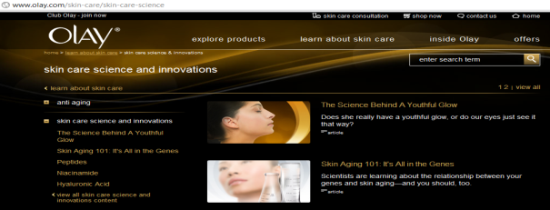 www.olay.com/skin-care/skin-care-science
Club Olay - join now
skin care consultation shop now contact us home
OLAY®
explore products learn about skin care inside Olay offers
home > learn about skin care > skin care science & innovations
enter search term
skin care science and innovations
learn about skin care
1 2 | view all
anti aging
skin care science and innovations
The Science Behind A Youthful
Glow
Skin Aging 101: It's All in the Genes
Peptides
Niacinamide
Hyaluronic Acid
view all skin care science and
innovations content
The Science Behind A Youthful Glow
Does she really have a youthful glow, or do our eyes just see it
that way?
article
Skin Aging 101: It's All in the Genes
Scientists are learning about the relationship between your
genes and skin aging—and you should, too.
article